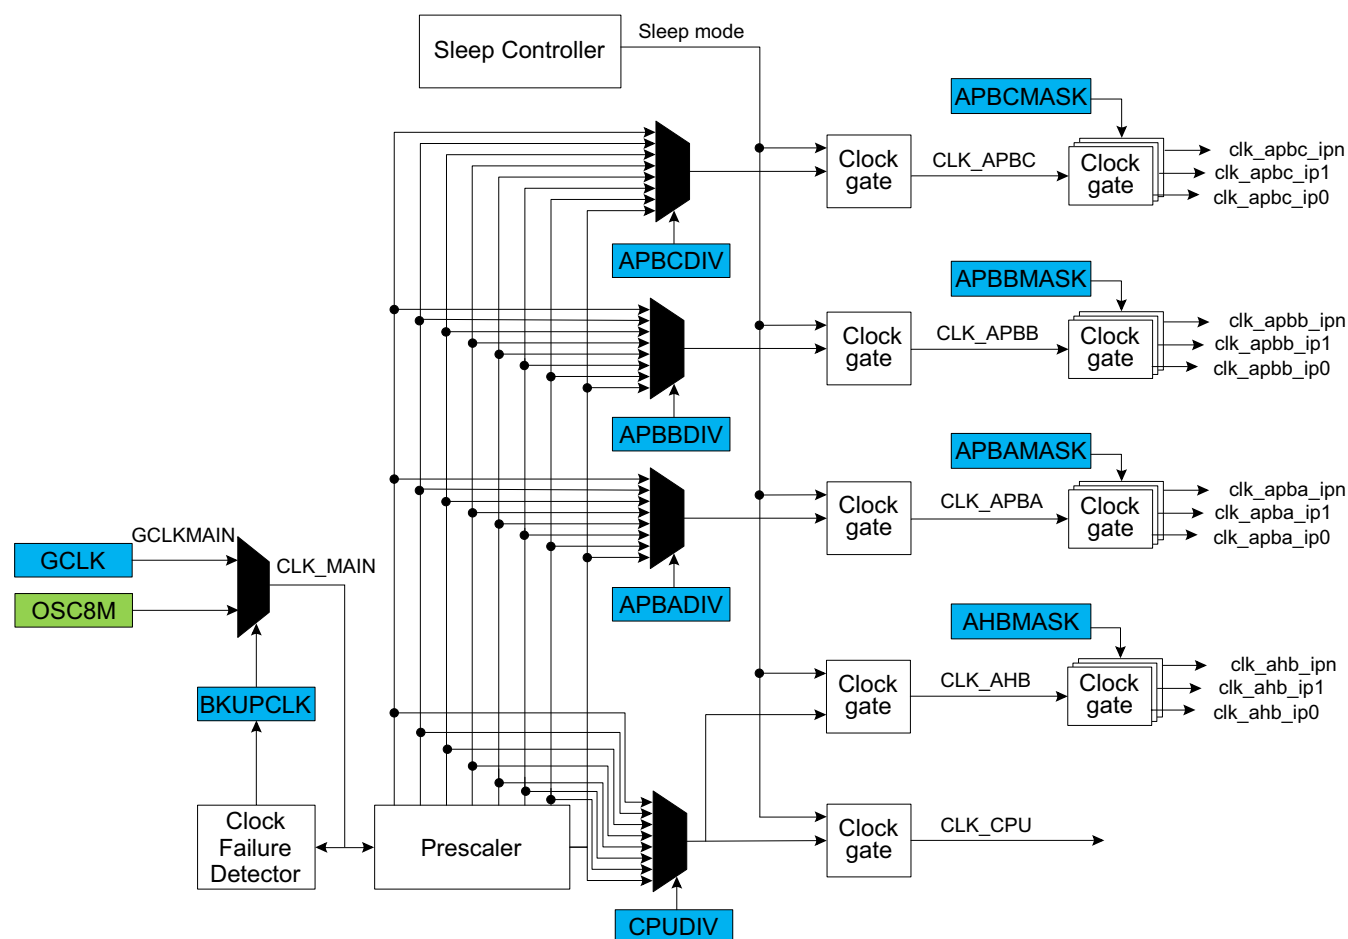 Sleep Controller
Sleep mode
APBCMASK
Clock
gate
CLK_APBC
Clock
gate
clk_apbc_ipn
clk_apbc_ip1
clk_apbc_ip0
APBCDIV
APBBMASK
Clock
gate
CLK_APBB
Clock
gate
clk_apbb_ipn
clk_apbb_ip1
clk_apbb_ip0
APBBDIV
APBAMASK
Clock
gate
CLK_APBA
Clock
gate
clk_apba_ipn
clk_apba_ip1
clk_apba_ip0
GCLKMAIN
GCLK
CLK_MAIN
OSC8M
APBADIV
AHBMASK
BKUPCLK
Clock
gate
CLK_AHB
Clock
gate
clk_ahb_ipn
clk_ahb_ip1
clk_ahb_ip0
Clock
Failure
Detector
Prescaler
Clock
gate
CLK_CPU
CPUDIV